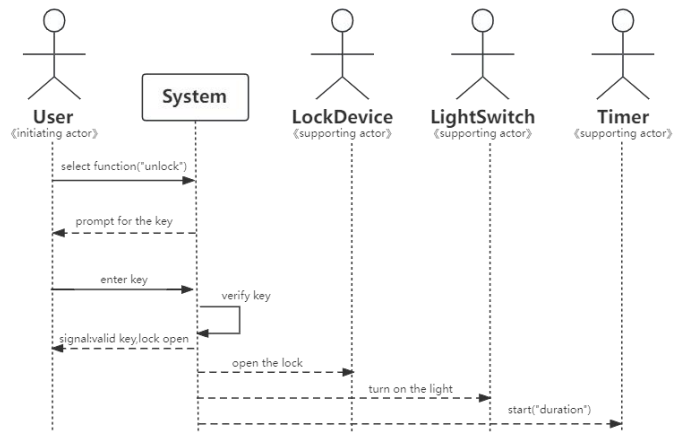 User
System
LockDevice
LightSwitch
Timer
《initiating actor》
《supporting actor》
《supporting actor》
《supporting actor》
select function("unlock")
prompt for the key
enter key
verify key
signal:valid key,lock open
open the lock
turn on the light
start("duration")